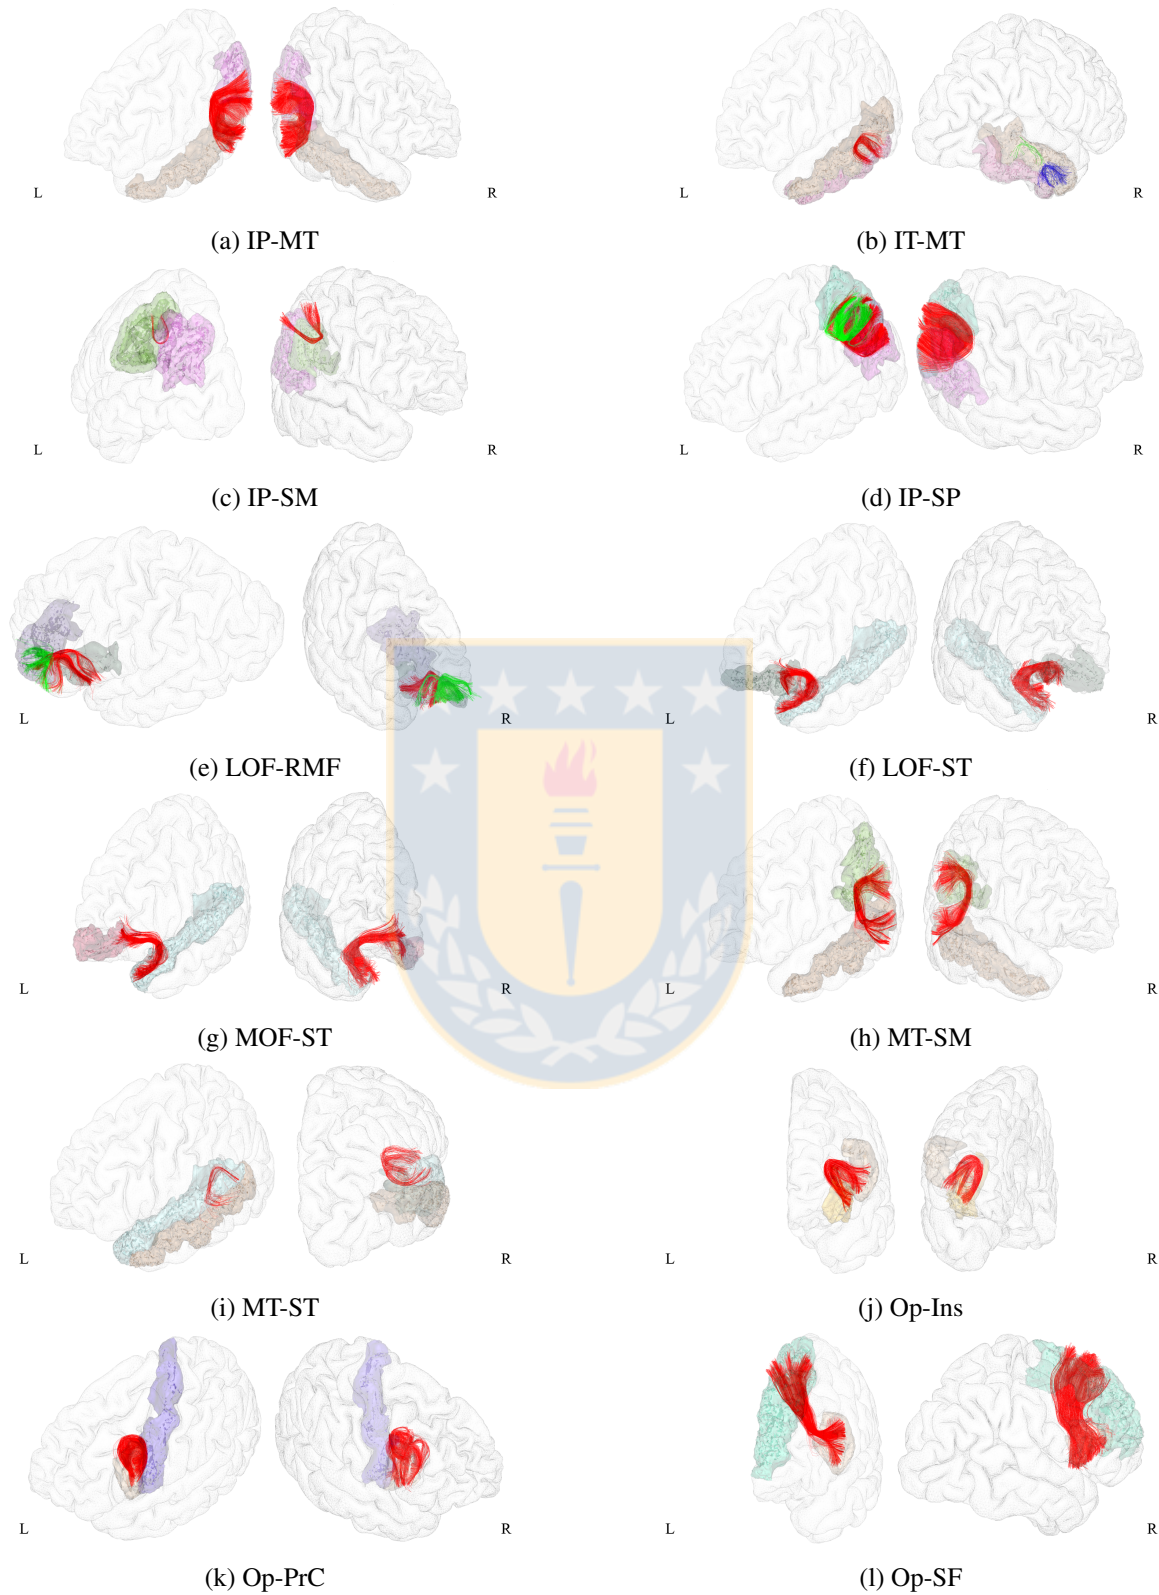 L R L R
(a) IP-MT (b) IT-MT
L R L R
(c) IP-SM (d) IP-SP
L R L R
(e) LOF-RMF (f) LOF-ST
L R L R
(g) MOF-ST (h) MT-SM
L R L R
(i) MT-ST (j) Op-Ins
L R L R
(k) Op-PrC (l) Op-SF